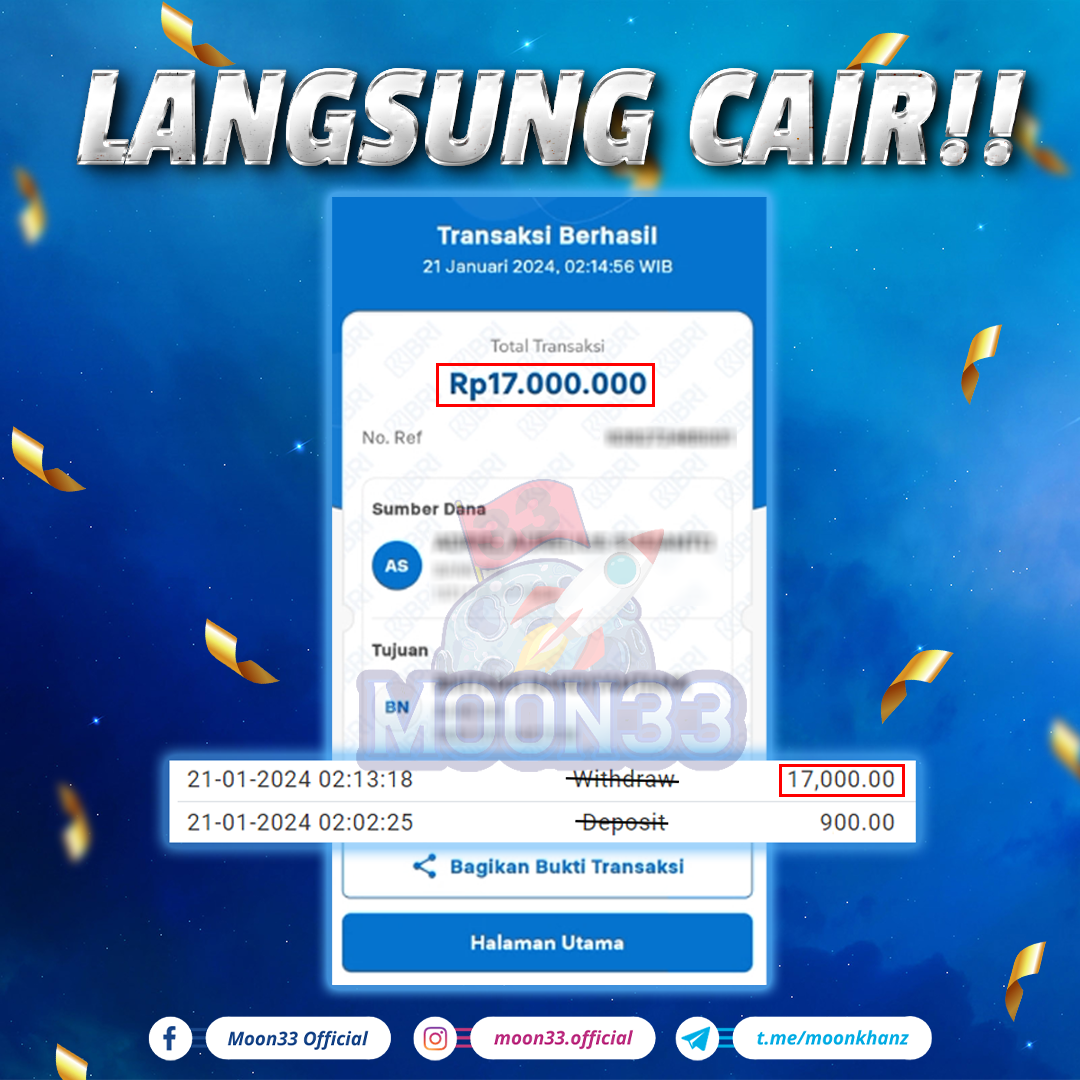 LANGSUNG CAIR!!
Transaksi Berhasil
21 Januari 2024, 02:14:56 WIB
Total Transaksi
Rp17.000.000
No. Ref
Sumber Dana
33
AS
Tujuan
BN
MOON33
21-01-2024 02:13:18 Withdraw 17,000.00
21-01-2024 02:02:25 Deposit 900.00
Bagikan Bukti Transaksi
Halaman Utama
Moon33 Official moon33.official t.me/moonkhanz